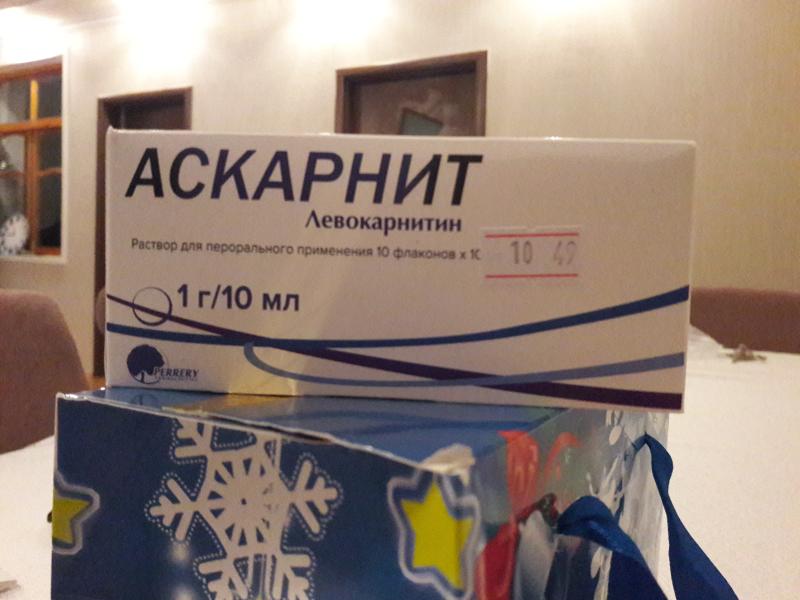 АСКАРНИТ
Левокарнитин
Раствор для перорального применения 10 флаконов х 10
10 49
1 г/10 мл
PERRERY